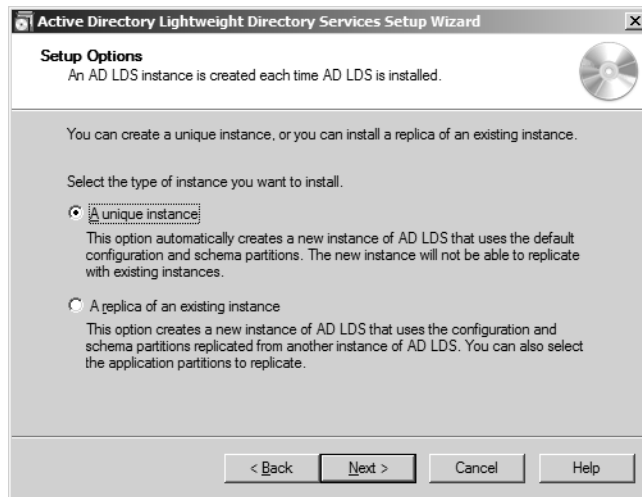 Active Directory Lightweight Directory Services Setup Wizard
Setup Options
An AD LDS instance is created each time AD LDS is installed.
You can create a unique instance, or you can install a replica of an existing instance.
Select the type of instance you want to install.
A unique instance
This option automatically creates a new instance of AD LDS that uses the default
configuration and schema partitions. The new instance will not be able to replicate
with existing instances.
A replica of an existing instance
This option creates a new instance of AD LDS that uses the configuration and
schema partitions replicated from another instance of AD LDS. You can also select
the application partitions to replicate.
< Back Next > Cancel Help